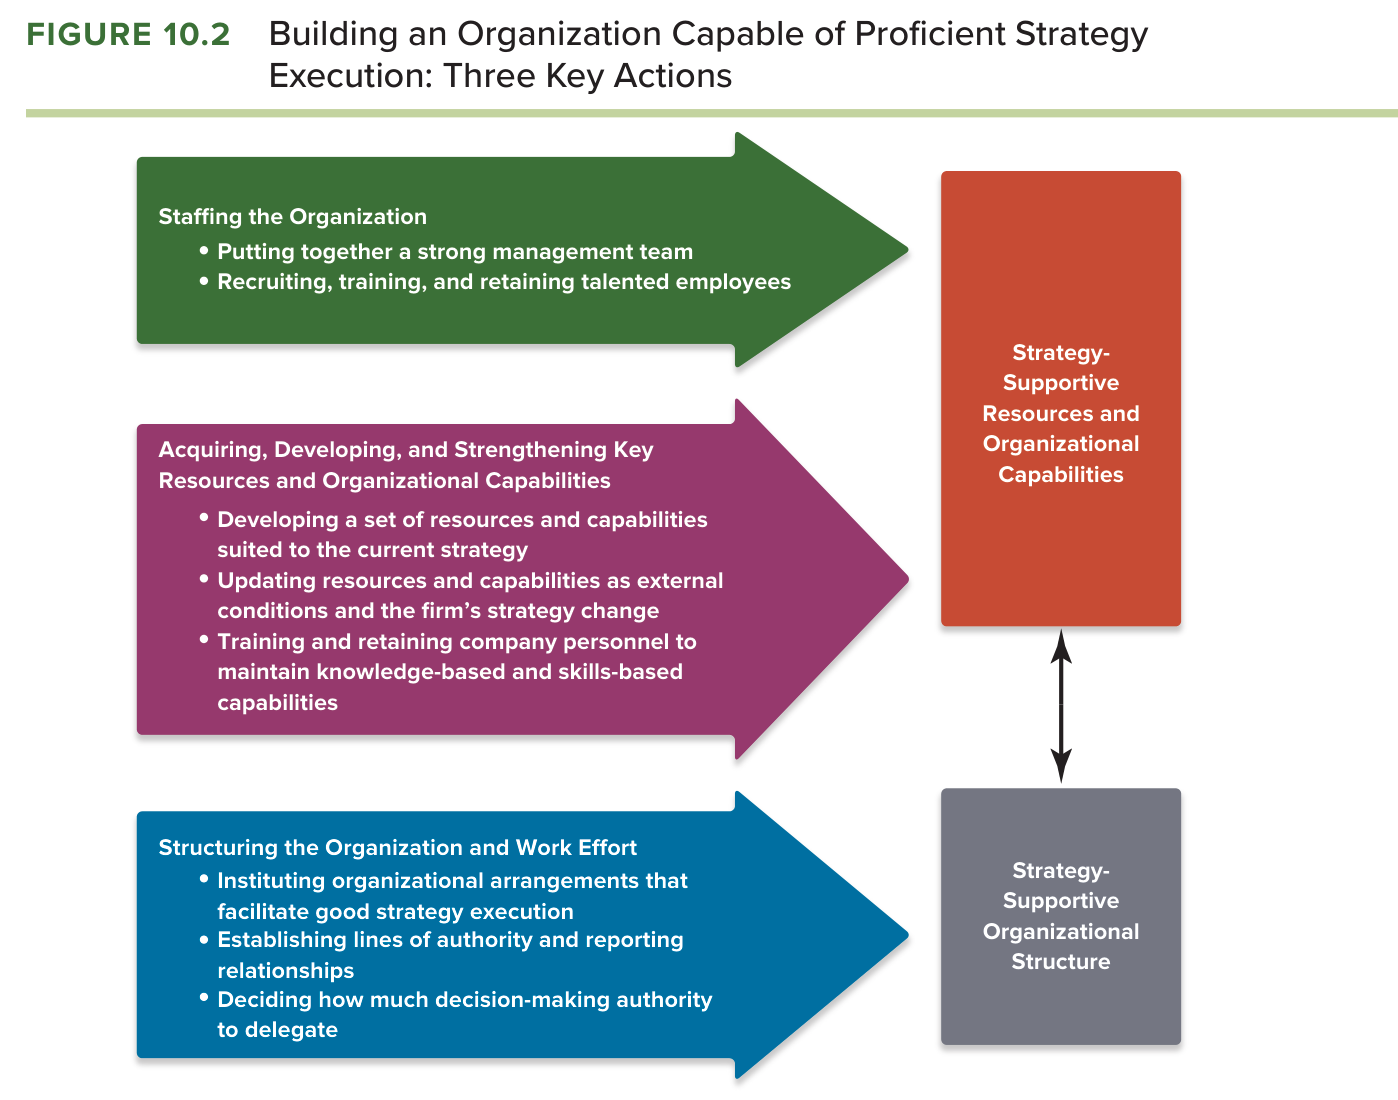 FIGURE 10.2 Building an Organization Capable of Proficient Strategy
Execution: Three Key Actions
Staffing the Organization
• Putting together a strong management team
• Recruiting, training, and retaining talented employees
Acquiring, Developing, and Strengthening Key
Resources and Organizational Capabilities
• Developing a set of resources and capabilities
suited to the current strategy
• Updating resources and capabilities as external
conditions and the firm’s strategy change
• Training and retaining company personnel to
maintain knowledge-based and skills-based
capabilities
Structuring the Organization and Work Effort
• Instituting organizational arrangements that
facilitate good strategy execution
• Establishing lines of authority and reporting
relationships
• Deciding how much decision-making authority
to delegate
Strategy-
Supportive
Resources and
Organizational
Capabilities
Strategy-
Supportive
Organizational
Structure